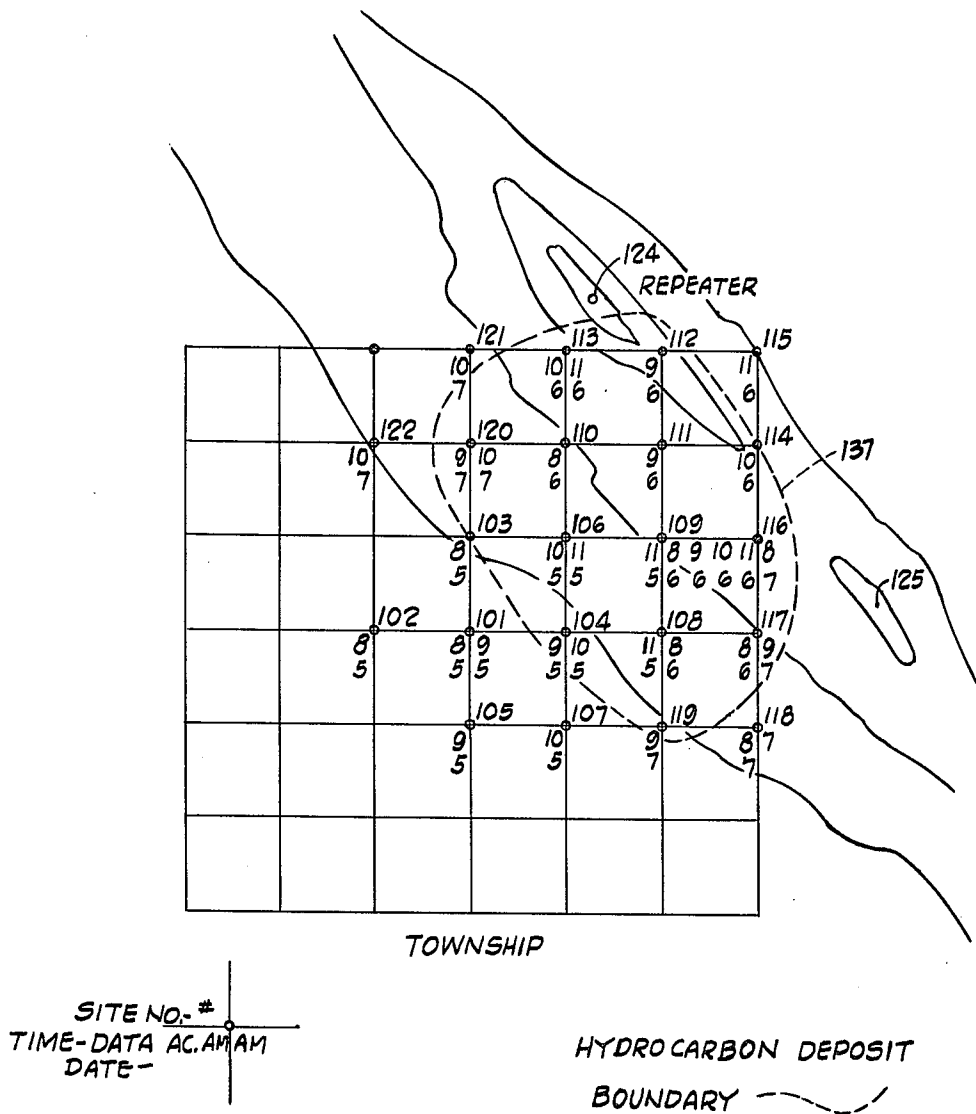 124
REPEATER
121 113 112 115
10 10 11 9 11
7 6 6 6 6
122 120 110 111 114 137
10 9 10 8 9 10
7 7 7 6 6 6
103 106 109 116
8 10 11 11 8 9 10 11 8
5 5 5 5 6 6 6 6 7
125
102 101 104 108 117
8 8 9 9 10 11 8 8 9
5 5 5 5 5 5 6 6 7
105 107 119 118
9 10 9 8 7
5 5 7 7
TOWNSHIP
SITE NO.- #
TIME-DATA AC. AM AM
DATE-
HYDROCARBON DEPOSIT
BOUNDARY